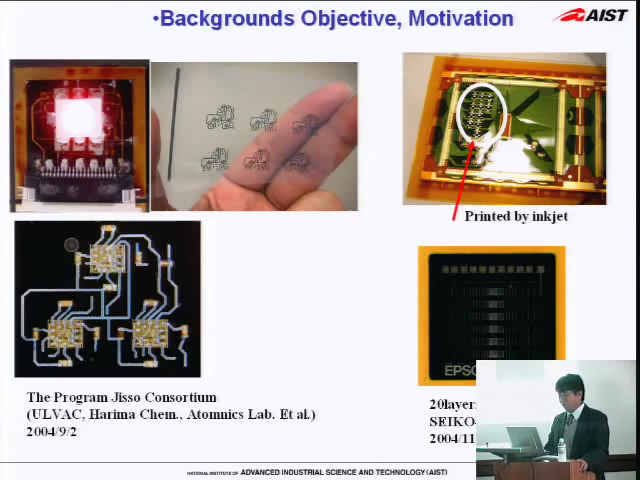 •Backgrounds Objective, Motivation
AIST
Printed by inkjet
The Program Jisso Consortium
(ULVAC, Harima Chem., Atomnics Lab. Et al.)
2004/9/2
20layer
SEIKO
2004/11
NATIONAL INSTITUTE OF ADVANCED INDUSTRIAL SCIENCE AND TECHNOLOGY (AIST)